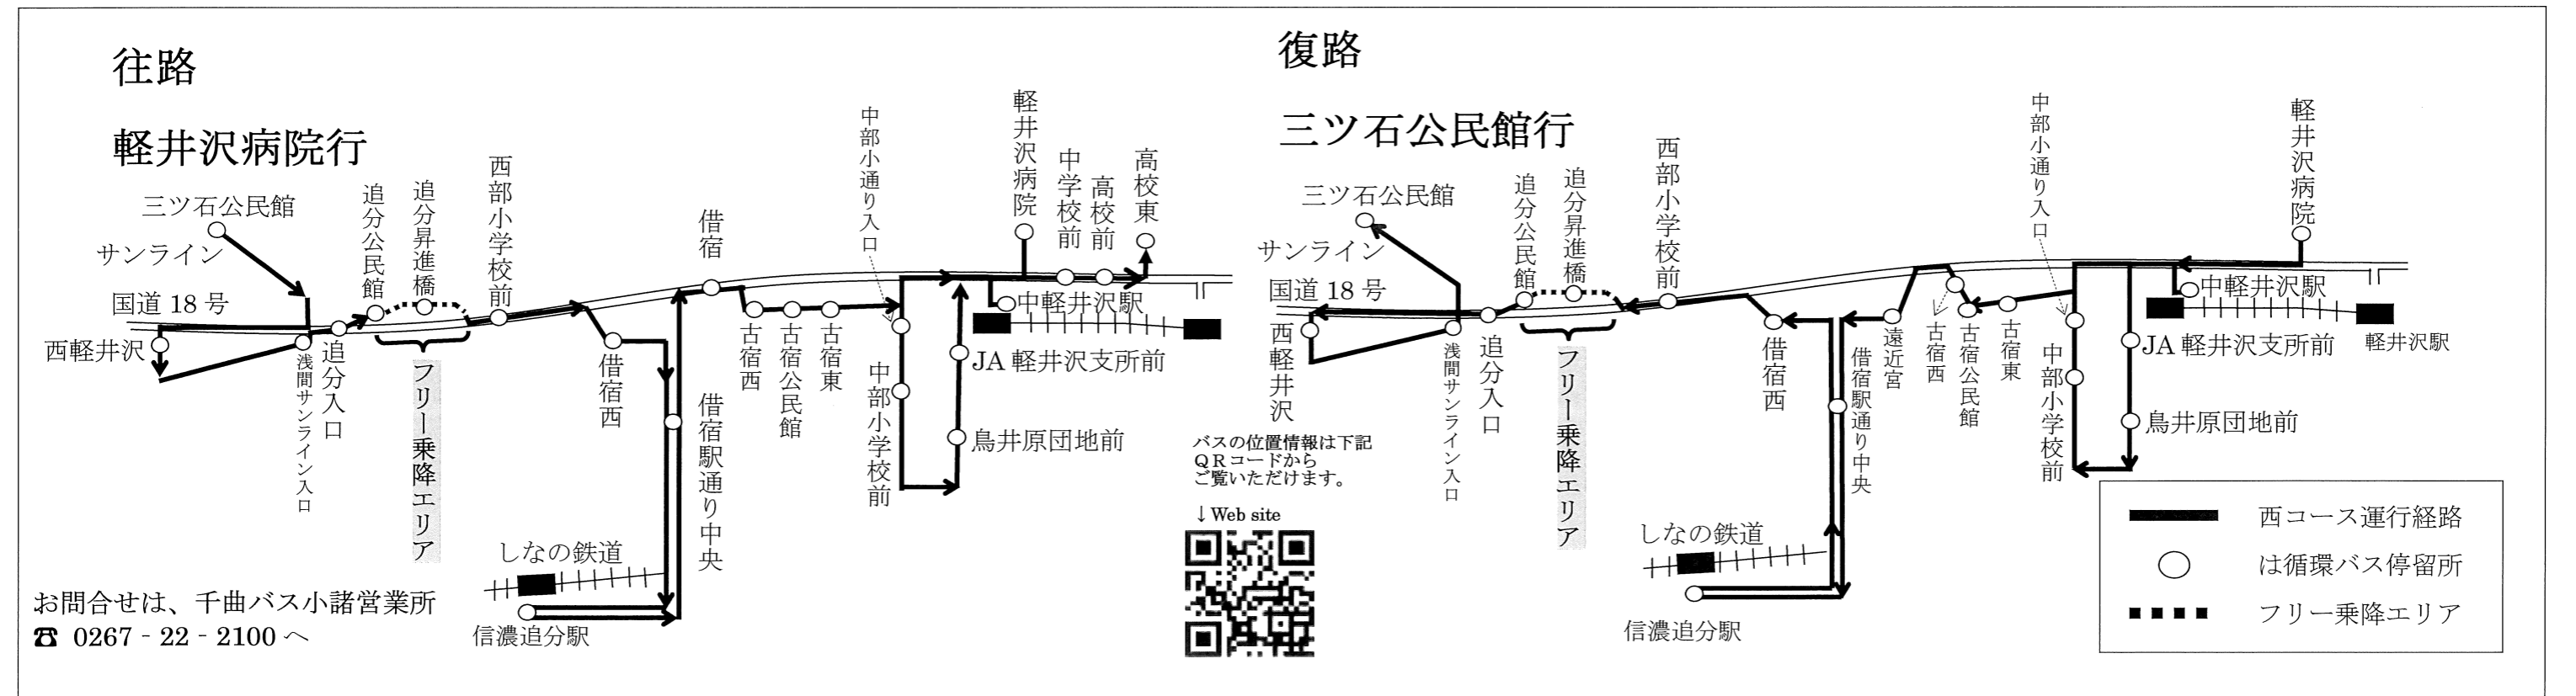 往路
軽井沢病院行
三ツ石公民館
サンライン
国道 18 号
西軽井沢
浅間サンライン入口
追分入口
追分公民館
追分昇進橋
フリー乗降エリア
西部小学校前
借宿西
借宿
借宿駅通り中央
しなの鉄道
信濃追分駅
古宿西
古宿公民館
古宿東
中部小通り入口
中部小学校前
鳥井原団地前
JA 軽井沢支所前
中軽井沢駅
軽井沢病院
中学校前
高校前
高校東
お問合せは、千曲バス小諸営業所
☎ 0267 - 22 - 2100 へ
復路
三ツ石公民館行
三ツ石公民館
サンライン
国道 18 号
西軽井沢
浅間サンライン入口
追分入口
追分公民館
追分昇進橋
フリー乗降エリア
西部小学校前
借宿西
借宿駅通り中央
しなの鉄道
信濃追分駅
遠近宮
古宿西
古宿公民館
古宿東
中部小通り入口
中部小学校前
鳥井原団地前
JA 軽井沢支所前
中軽井沢駅
軽井沢駅
軽井沢病院
バスの位置情報は下記
QRコードから
ご覧いただけます。
↓Web site
西コース運行経路
は循環バス停留所
フリー乗降エリア